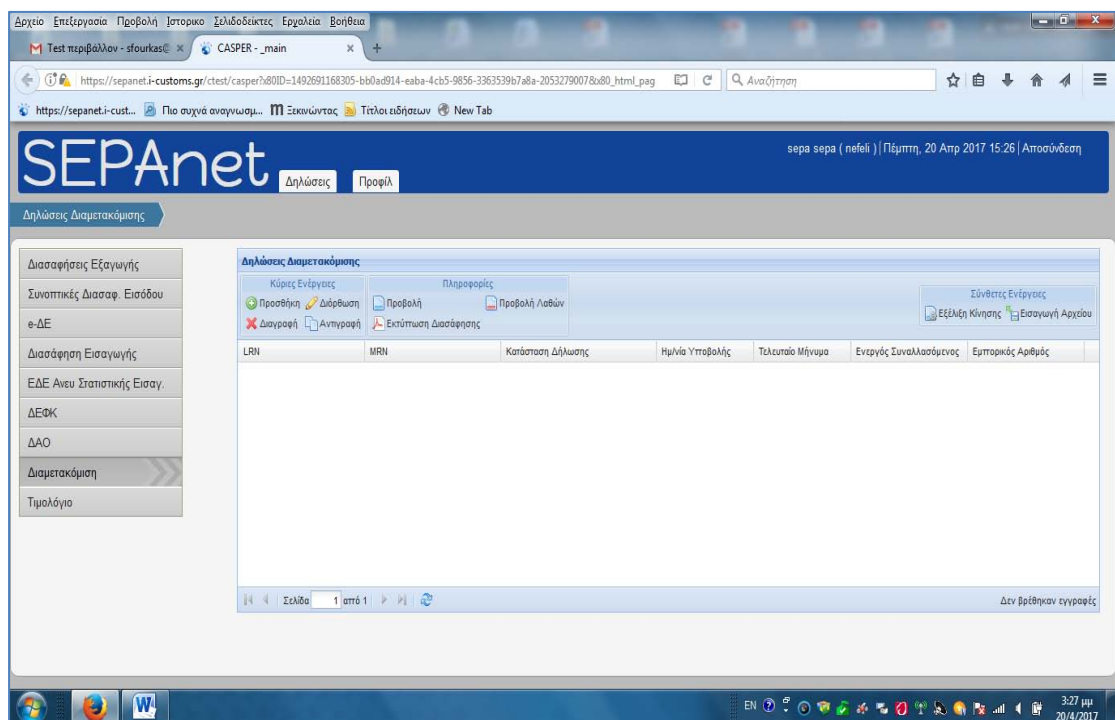 Αρχείο Επεξεργασία Προβολή Ιστορικο Σελιδοδείκτες Εργαλεία Βοήθεια
Test περιβάλλον - sfourkas@ × CASPER - _main × +
https://sepanet.i-customs.gr/ctest/casper?x80ID=1492691168305-bb0ad914-eaba-4cb5-9856-3363539b7a8a-2053279007&x80_html_pag Αναζήτηση
https://sepanet.i-cust... Πιο συχνά αναγνωσμ... Ξεκινώντας Τίτλοι ειδήσεων New Tab
SEPAnet Δηλώσεις Προφίλ
sepa sepa ( nefeli ) | Πέμπτη, 20 Απρ 2017 15:26 | Αποσύνδεση
Δηλώσεις Διαμετακόμισης
Διασαφήσεις Εξαγωγής
Συνοπτικές Διασαφ. Εισόδου
e-ΔΕ
Διασάφηση Εισαγωγής
ΕΔΕ Ανευ Στατιστικής Εισαγ.
ΔΕΦΚ
ΔΑΟ
Διαμετακόμιση
Τιμολόγιο
Δηλώσεις Διαμετακόμισης
Κύριες Ενέργειες Πληροφορίες Σύνθετες Ενέργειες
Προσθήκη Διόρθωση Προβολή Προβολή Λαθών Εξέλιξη Κίνησης Εισαγωγή Αρχείου
Διαγραφή Αντιγραφή Εκτύπωση Διασάφησης
LRN MRN Κατάσταση Δήλωσης Ημ/νία Υποβολής Τελευταίο Μήνυμα Ενεργός Συναλλασόμενος Εμπορικός Αριθμός
Σελίδα 1 από 1 Δεν βρέθηκαν εγγραφές
EN 3:27 μμ
20/4/2017